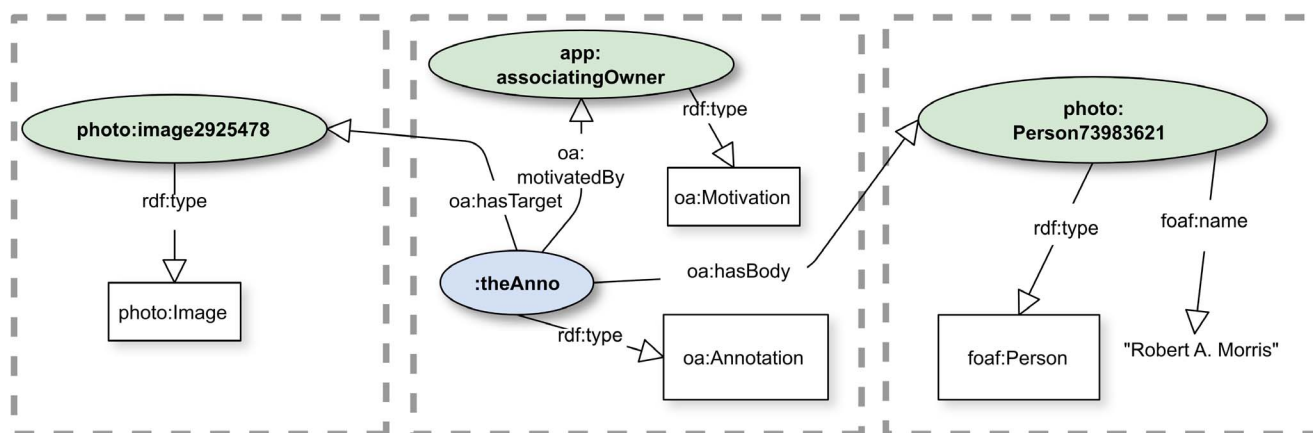 photo:image2925478
rdf:type
photo:Image
app:
associatingOwner
rdf:type
oa:Motivation
oa:
motivatedBy
oa:hasTarget
:theAnno
oa:hasBody
rdf:type
oa:Annotation
photo:
Person73983621
rdf:type
foaf:name
foaf:Person
"Robert A. Morris"